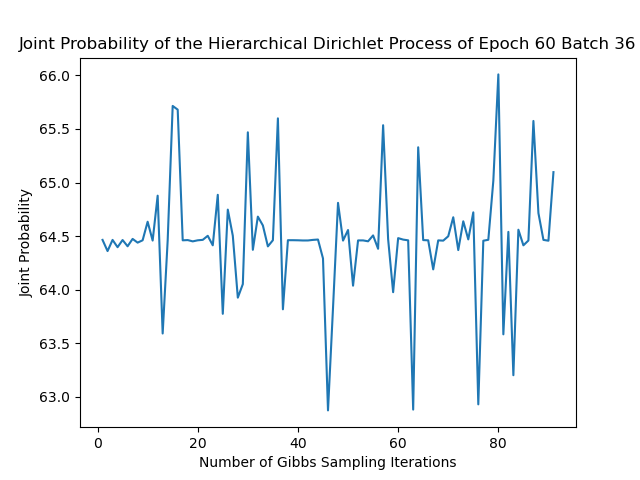 Joint Probability of the Hierarchical Dirichlet Process of Epoch 60 Batch 36
66.0
65.5
65.0
64.5
64.0
63.5
63.0
Joint Probability
0 20 40 60 80
Number of Gibbs Sampling Iterations